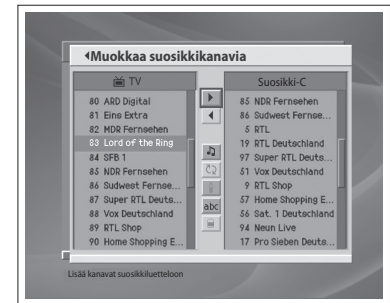 Muokkaa suosikkikanavia
TV
80 ARD Digital
81 Eins Extra
82 MDR Fernsehen
83 Lord of the Ring
84 SFB 1
85 NDR Fernsehen
86 Sudwest Fernse...
87 Super RTL Deuts...
88 Vox Deutschland
89 RTL Shop
90 Home Shopping E...
abc
Suosikki-C
85 NDR Fernsehen
86 Sudwest Fernse...
5 RTL
19 RTL Deutschland
97 Super RTL Deuts...
51 Vox Deutschland
9 RTL Shop
57 Home Shopping E...
56 Sat. 1 Deutschland
94 Neun Live
17 Pro Sieben Deuts...
Lisää kanavat suosikkiluetteloon